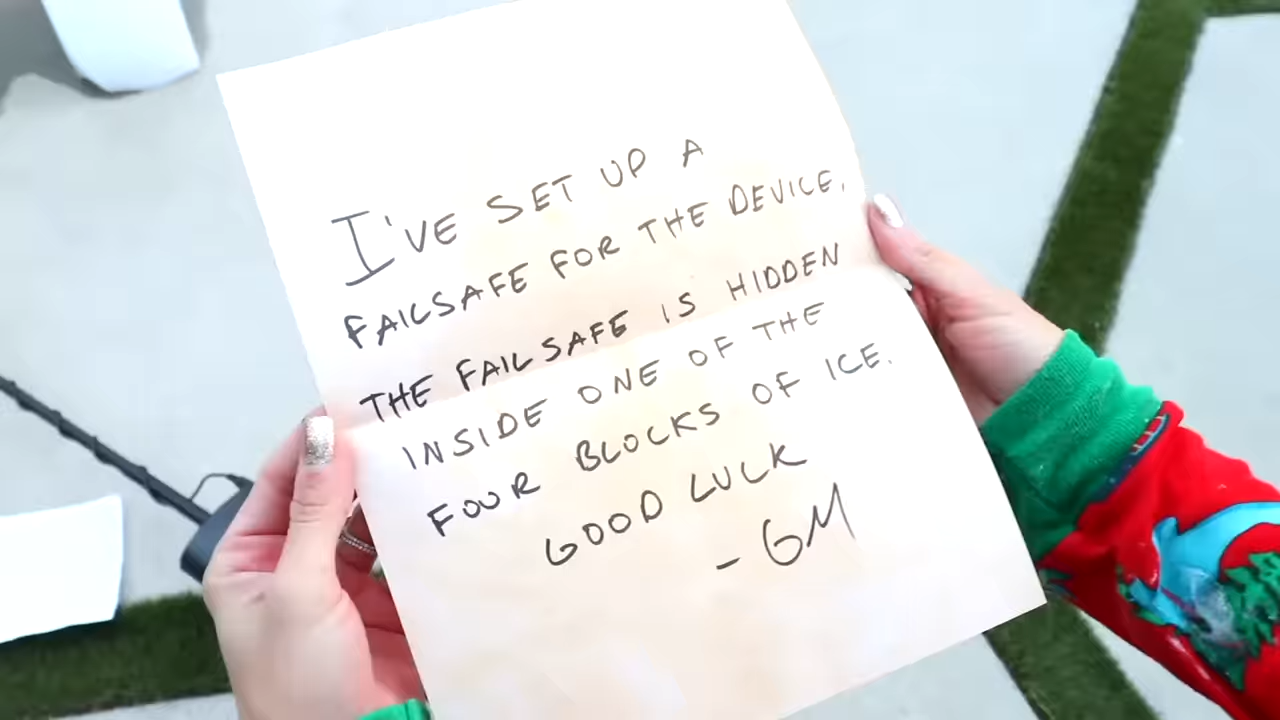 I'VE SET UP A
FAILSAFE FOR THE DEVICE.
THE FAILSAFE IS HIDDEN
INSIDE ONE OF THE
FOUR BLOCKS OF ICE.
GOOD LUCK
- GM